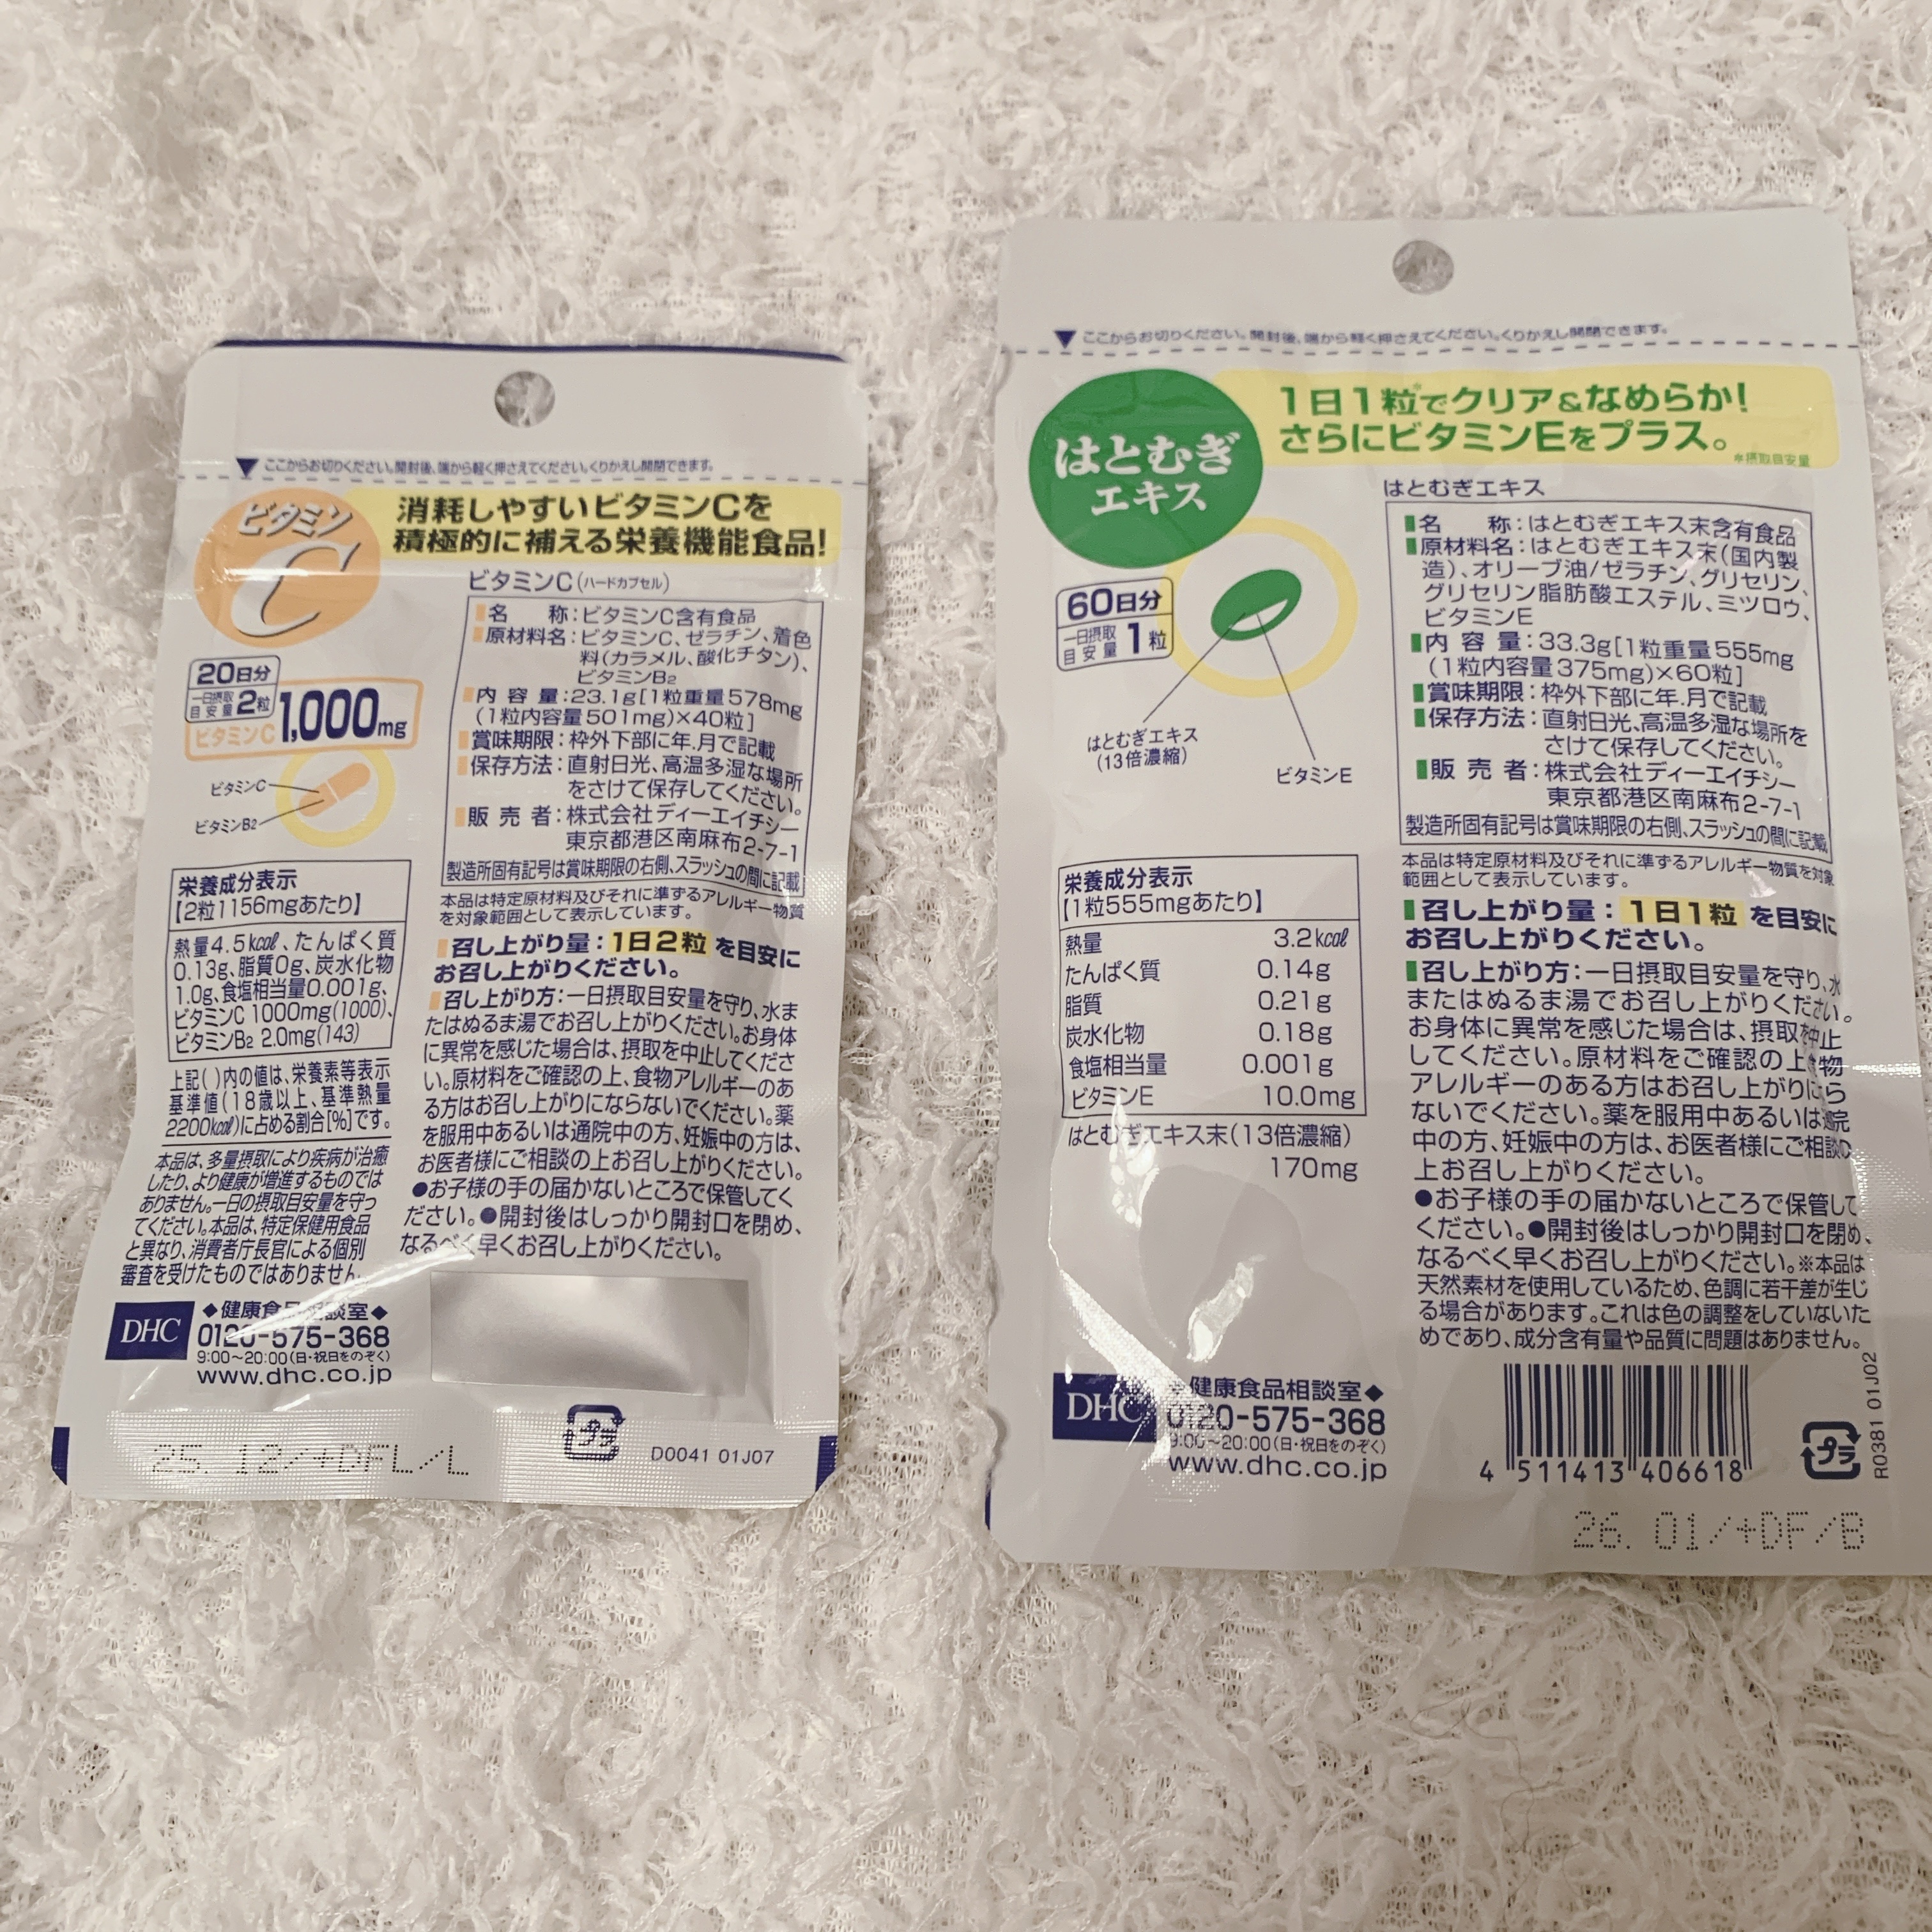 ▼ここからお切りください。開封後、端から軽く押さえてください。くりかえし開閉できます。
ビタミン
C
消耗しやすいビタミンCを
積極的に補える栄養機能食品!
ビタミンC(ハードカプセル)
20日分
一日摂取
目安量 2粒
ビタミンC 1,000mg
ビタミンC
ビタミンB2
■名 称:ビタミンC含有食品
■原材料名:ビタミンC、ゼラチン、着色
料(カラメル、酸化チタン)、
ビタミンB2
■内容量:23.1g[1粒重量578mg
(1粒内容量501mg)×40粒]
■賞味期限:枠外下部に年.月で記載
■保存方法:直射日光、高温多湿な場所
をさけて保存してください。
■販売者:株式会社ディーエイチシー
東京都港区南麻布2-7-1
製造所固有記号は賞味期限の右側、スラッシュの間に記載
本品は特定原材料及びそれに準ずるアレルギー物質
を対象範囲として表示しています。
■召し上がり量:1日2粒を目安に
お召し上がりください。
■召し上がり方:一日摂取目安量を守り、水ま
たはぬるま湯でお召し上がりください。お身体
に異常を感じた場合は、摂取を中止してくださ
い。原材料をご確認の上、食物アレルギーのあ
る方はお召し上がりにならないでください。薬
を服用中あるいは通院中の方、妊娠中の方は、
お医者様にご相談の上お召し上がりください。
●お子様の手の届かないところで保管してく
ださい。●開封後はしっかり開封口を閉め、
なるべく早くお召し上がりください。
栄養成分表示
【2粒1156mgあたり】
熱量4.5kcal、たんぱく質
0.13g、脂質0g、炭水化物
1.0g、食塩相当量0.001g、
ビタミンC 1000mg(1000)、
ビタミンB2 2.0mg(143)
上記( )内の値は、栄養素等表示
基準値(18歳以上、基準熱量
2200kcal)に占める割合[%]です。
本品は、多量摂取により疾病が治癒
したり、より健康が増進するものでは
ありません。一日の摂取目安量を守っ
てください。本品は、特定保健用食品
と異なり、消費者庁長官による個別
審査を受けたものではありません。
DHC
◆健康食品相談室◆
0120-575-368
9:00~20:00(日・祝日をのぞく)
www.dhc.co.jp
プラ
D0041 01J07
25. 12/+DFL/L
▼ここからお切りください。開封後、端から軽く押さえてください。くりかえし開閉できます。
はとむぎ
エキス
1日1粒*でクリア&なめらか!
さらにビタミンEをプラス。
*摂取目安量
60日分
一日摂取
目安量 1粒
はとむぎエキス
(13倍濃縮)
ビタミンE
はとむぎエキス
■名 称:はとむぎエキス末含有食品
■原材料名:はとむぎエキス末(国内製
造)、オリーブ油/ゼラチン、グリセリン、
グリセリン脂肪酸エステル、ミツロウ、
ビタミンE
■内容量:33.3g[1粒重量555mg
(1粒内容量375mg)×60粒]
■賞味期限:枠外下部に年.月で記載
■保存方法:直射日光、高温多湿な場所を
さけて保存してください。
■販売者:株式会社ディーエイチシー
東京都港区南麻布2-7-1
製造所固有記号は賞味期限の右側、スラッシュの間に記載
本品は特定原材料及びそれに準ずるアレルギー物質を対象
範囲として表示しています。
■召し上がり量:1日1粒を目安に
お召し上がりください。
■召し上がり方:一日摂取目安量を守り、水
またはぬるま湯でお召し上がりください。
お身体に異常を感じた場合は、摂取を中止
してください。原材料をご確認の上、食物
アレルギーのある方はお召し上がりになら
ないでください。薬を服用中あるいは通院
中の方、妊娠中の方は、お医者様にご相談の
上お召し上がりください。
●お子様の手の届かないところで保管して
ください。●開封後はしっかり開封口を閉め、
なるべく早くお召し上がりください。※本品は
天然素材を使用しているため、色調に若干差が生じ
る場合があります。これは色の調整をしていないた
めであり、成分含有量や品質に問題はありません。
栄養成分表示
【1粒555mgあたり】
熱量 3.2kcal
たんぱく質 0.14g
脂質 0.21g
炭水化物 0.18g
食塩相当量 0.001g
ビタミンE 10.0mg
はとむぎエキス末(13倍濃縮)
170mg
DHC
◆健康食品相談室◆
0120-575-368
9:00~20:00(日・祝日をのぞく)
www.dhc.co.jp
4 511413 406618
プラ
R0381 01J02
26. 01/+DF/B